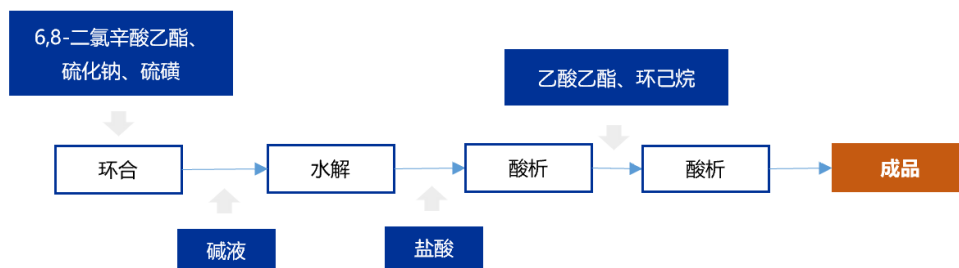 6,8-二氯辛酸乙酯、
硫化钠、硫磺
乙酸乙酯、环己烷
环合
水解
酸析
酸析
成品
碱液
盐酸